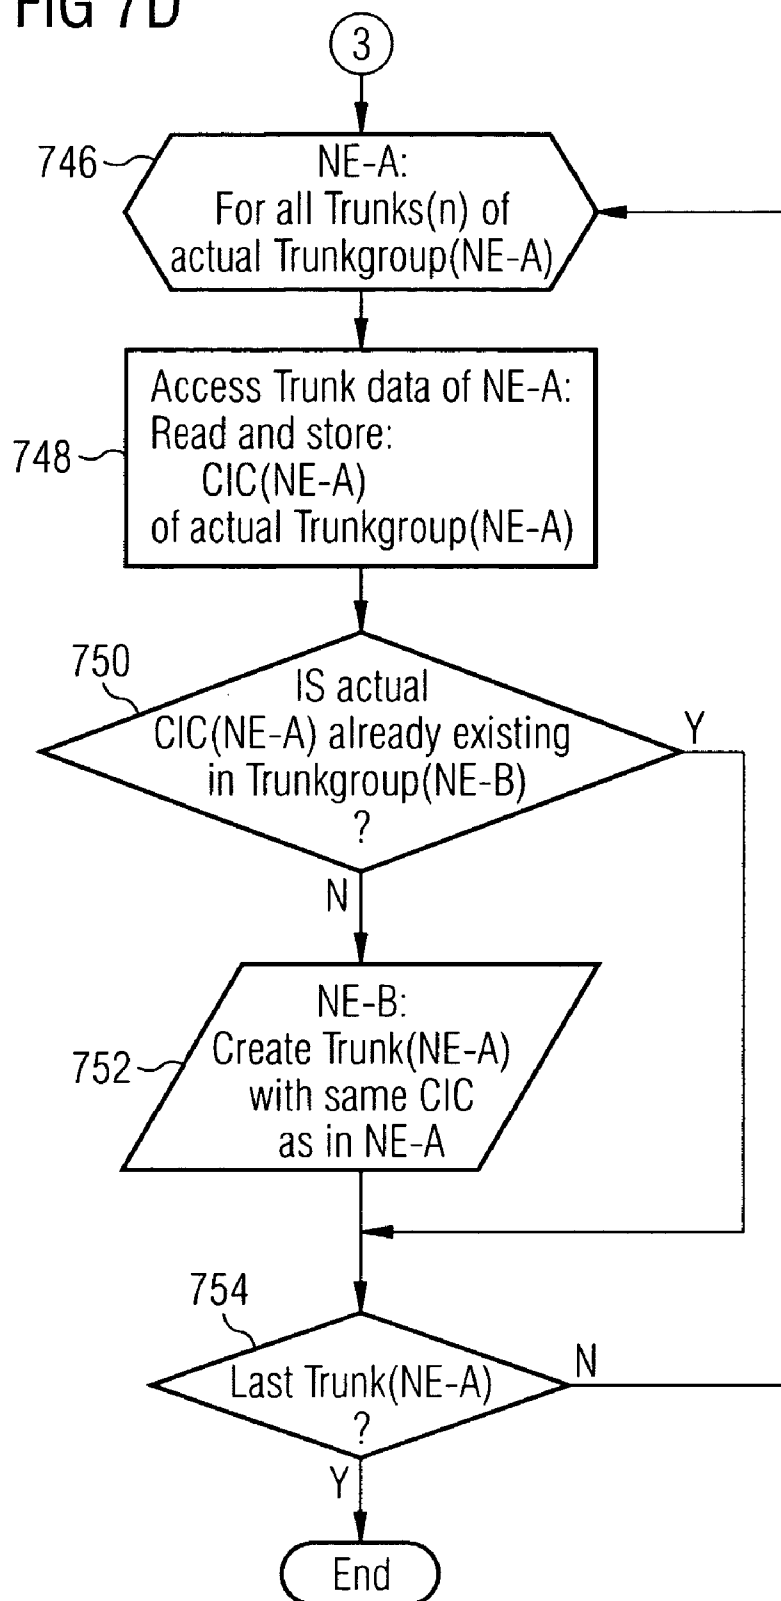 FIG 7D
3
746
NE-A:
For all Trunks(n) of
actual Trunkgroup(NE-A)
748
Access Trunk data of NE-A:
Read and store:
CIC(NE-A)
of actual Trunkgroup(NE-A)
750
IS actual
CIC(NE-A) already existing
in Trunkgroup(NE-B)
?
Y
N
752
NE-B:
Create Trunk(NE-A)
with same CIC
as in NE-A
754
Last Trunk(NE-A)
?
N
Y
End